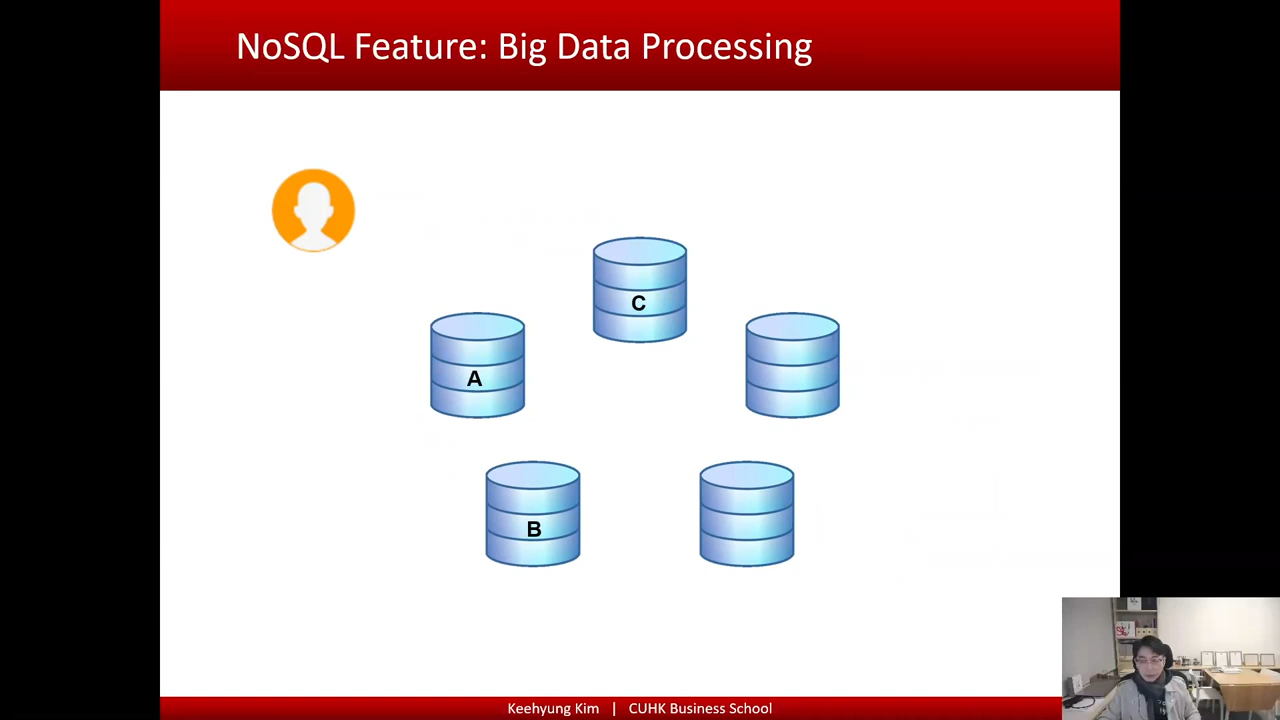 NoSQL Feature: Big Data Processing
C
A
B
Keehyung Kim | CUHK Business School